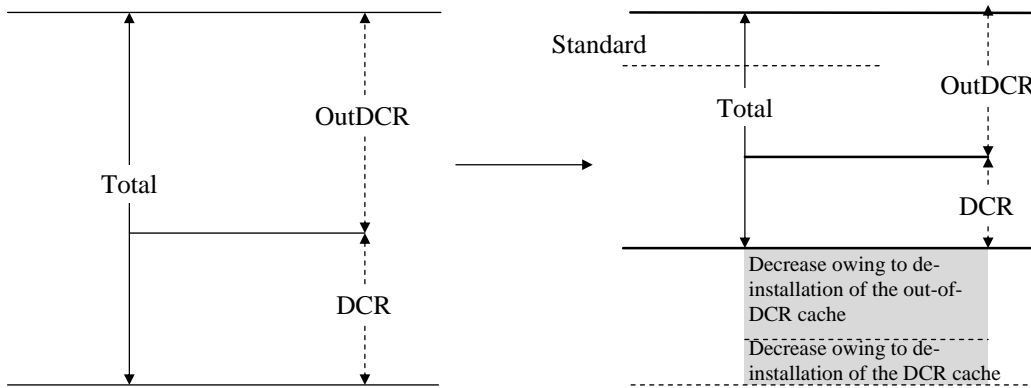 OutDCR
Total
DCR
Standard
OutDCR
Total
DCR
Decrease owing to de-
installation of the out-of-
DCR cache
Decrease owing to de-
installation of the DCR cache